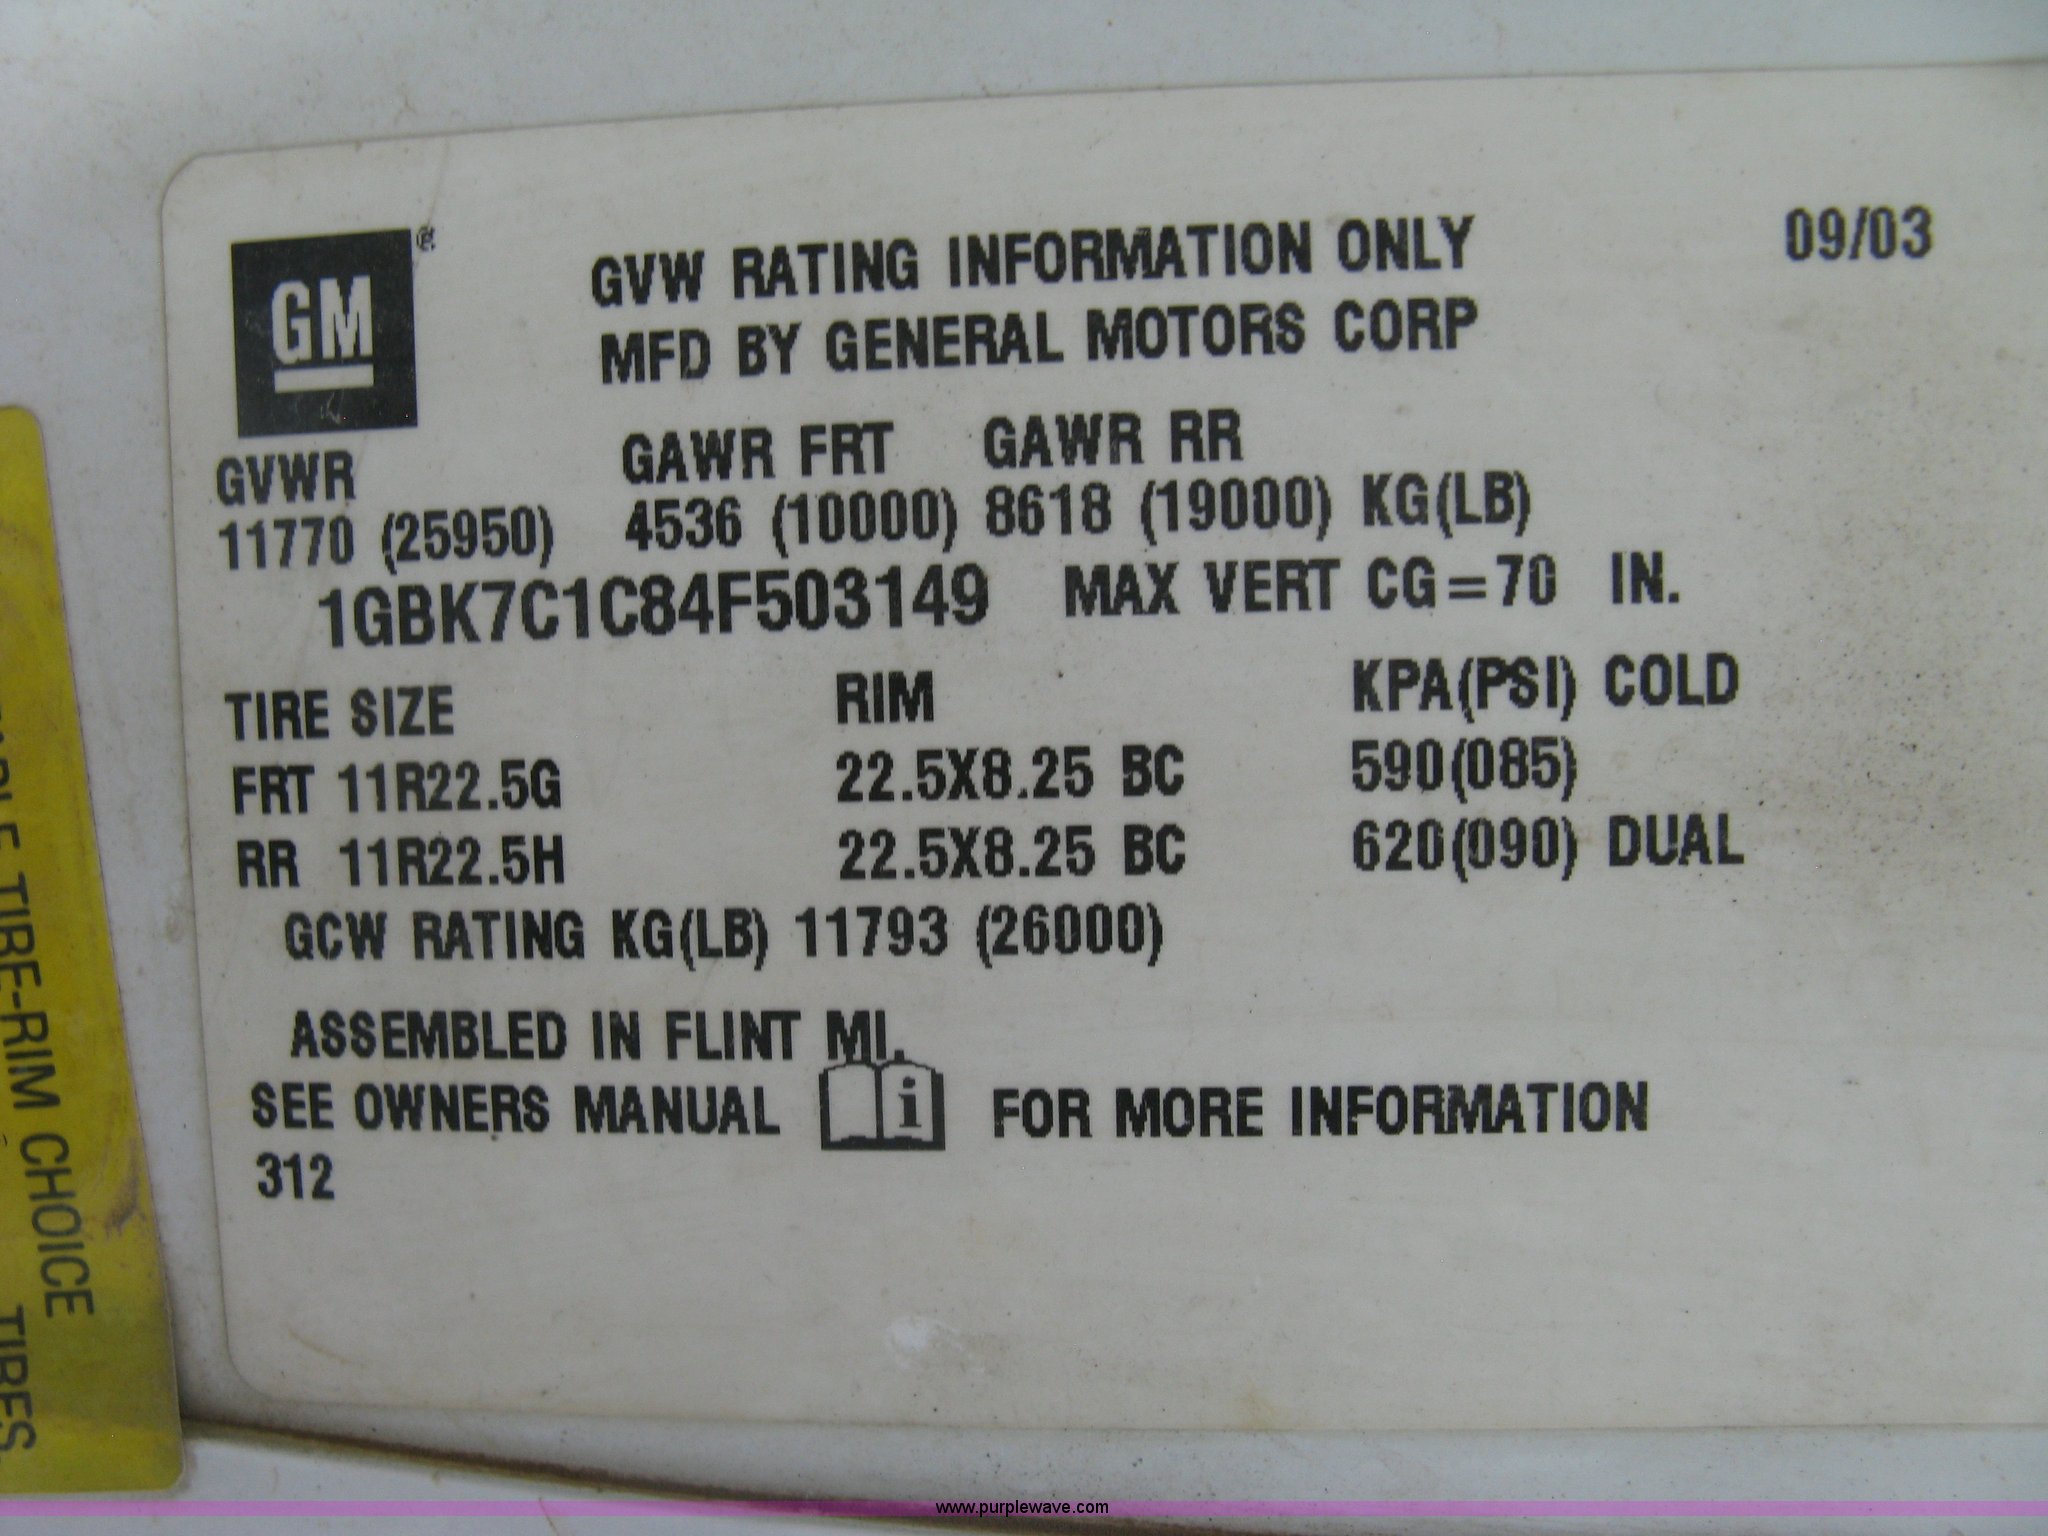 GM®
GVW RATING INFORMATION ONLY 09/03
MFD BY GENERAL MOTORS CORP
GVWR GAWR FRT GAWR RR
11770 (25950) 4536 (10000) 8618 (19000) KG(LB)
1GBK7C1C84F503149 MAX VERT CG=70 IN.
TIRE SIZE RIM KPA(PSI) COLD
FRT 11R22.5G 22.5X8.25 BC 590(085)
RR 11R22.5H 22.5X8.25 BC 620(090) DUAL
GCW RATING KG(LB) 11793 (26000)
ASSEMBLED IN FLINT MI.
SEE OWNERS MANUAL i FOR MORE INFORMATION
312
TIRE-RIM CHOICE
TIRES
www.purplewave.com